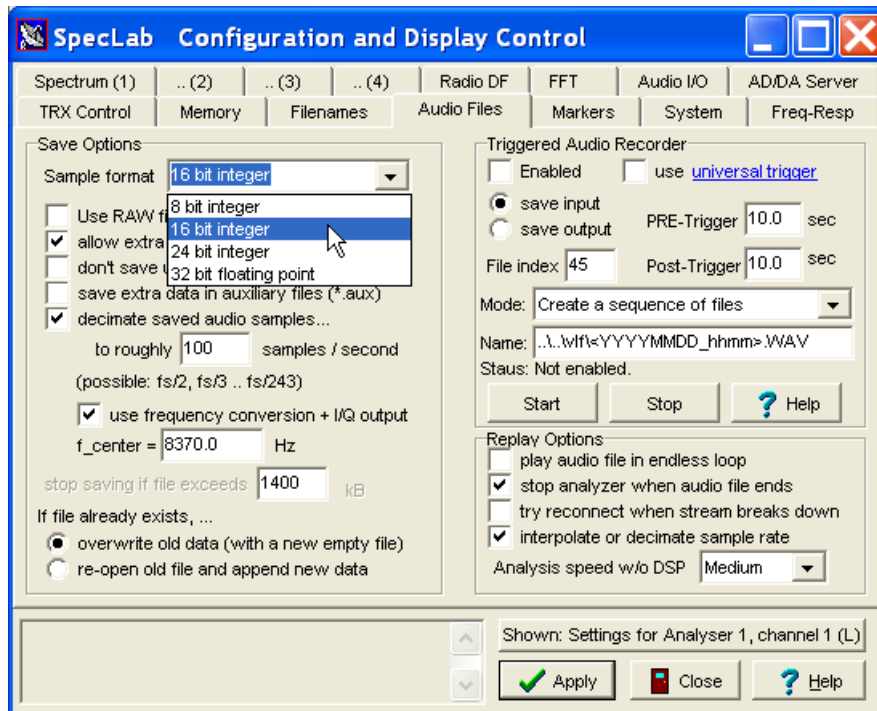 SpecLab Configuration and Display Control
Spectrum (1) .. (2) .. (3) .. (4) Radio DF FFT Audio I/O AD/DA Server
TRX Control Memory Filenames Audio Files Markers System Freq-Resp
Save Options
Sample format 16 bit integer
8 bit integer
16 bit integer
24 bit integer
32 bit floating point
Use RAW
allow extra
don't save
save extra data in auxiliary files (*.aux)
decimate saved audio samples...
to roughly 100 samples / second
(possible: fs/2, fs/3 .. fs/243)
use frequency conversion + I/Q output
f_center = 8370.0 Hz
stop saving if file exceeds 1400 kB
If file already exists, ...
overwrite old data (with a new empty file)
re-open old file and append new data
Triggered Audio Recorder
Enabled use universal trigger
save input
save output
PRE-Trigger 10.0 sec
File index 45 Post-Trigger 10.0 sec
Mode: Create a sequence of files
Name: ..\..\vlf\<YYYYMMDD_hhmm>.WAV
Staus: Not enabled.
Start Stop ? Help
Replay Options
play audio file in endless loop
stop analyzer when audio file ends
try reconnect when stream breaks down
interpolate or decimate sample rate
Analysis speed w/o DSP Medium
Shown: Settings for Analyser 1, channel 1 (L)
Apply Close ? Help